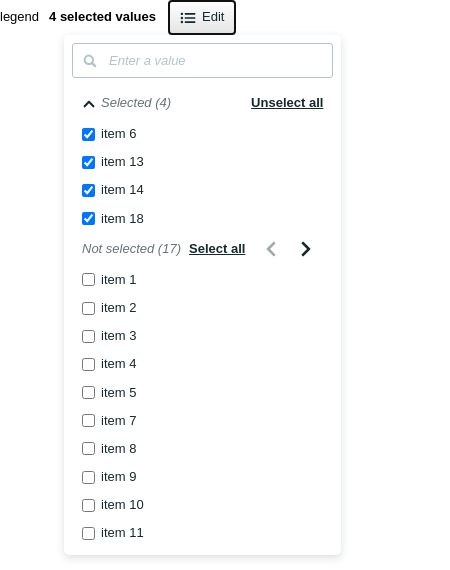 legend 4 selected values Edit
Enter a value
Selected (4) Unselect all
item 6
item 13
item 14
item 18
Not selected (17) Select all
item 1
item 2
item 3
item 4
item 5
item 7
item 8
item 9
item 10
item 11